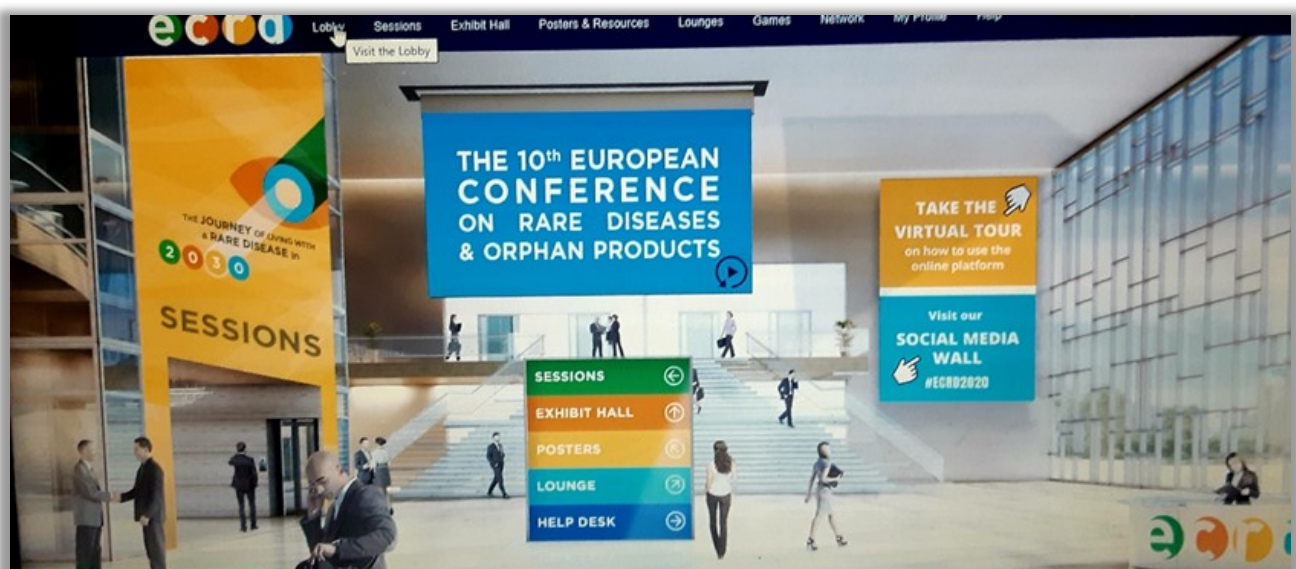 ecrd Lobby Sessions Exhibit Hall Posters & Resources Lounges Games Network My Profile Help
Visit the Lobby
THE JOURNEY OF LIVING WITH
a RARE DISEASE in
2030
SESSIONS
THE 10th EUROPEAN
CONFERENCE
ON RARE DISEASES
& ORPHAN PRODUCTS
TAKE THE
VIRTUAL TOUR
on how to use the
online platform
Visit our
SOCIAL MEDIA
WALL
#ECRD2020
SESSIONS
EXHIBIT HALL
POSTERS
LOUNGE
HELP DESK